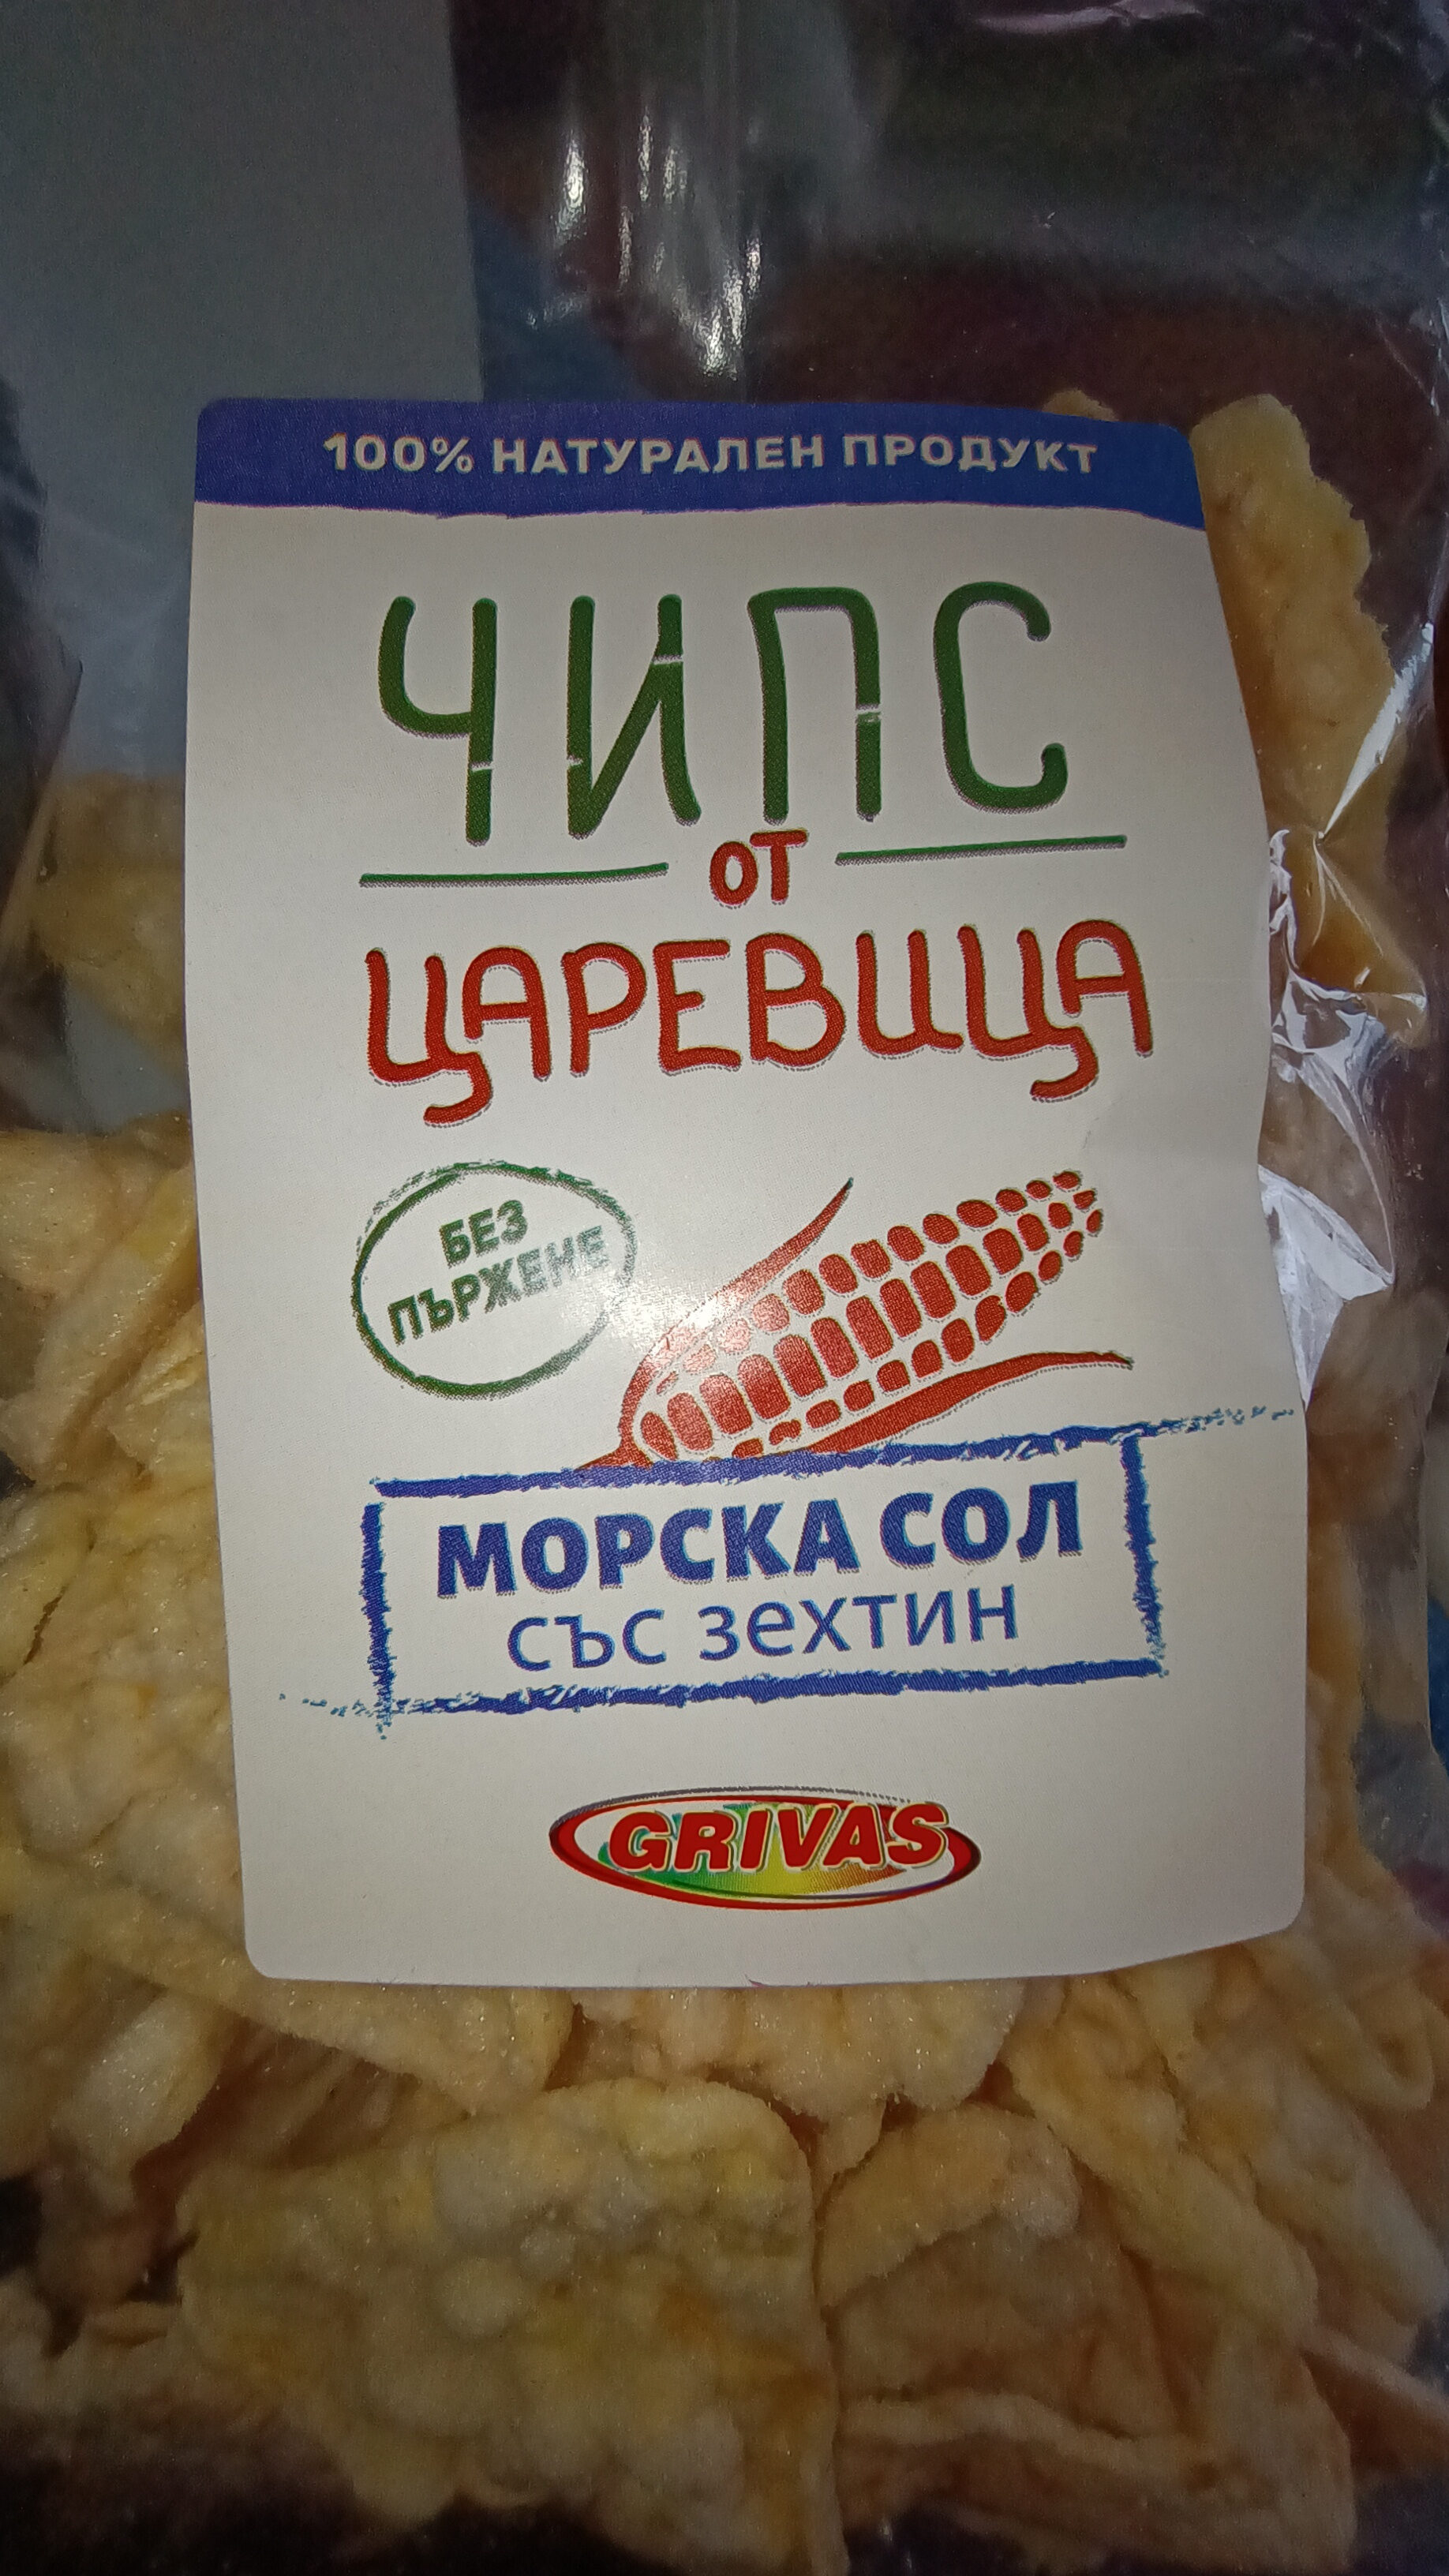 100% НАТУРАЛЕН ПРОДУКТ
ЧИПС
ОТ
ЦАРЕВИЦА
БЕЗ
ПЪРЖЕНЕ
МОРСКА СОЛ
със зехтин
GRIVAS